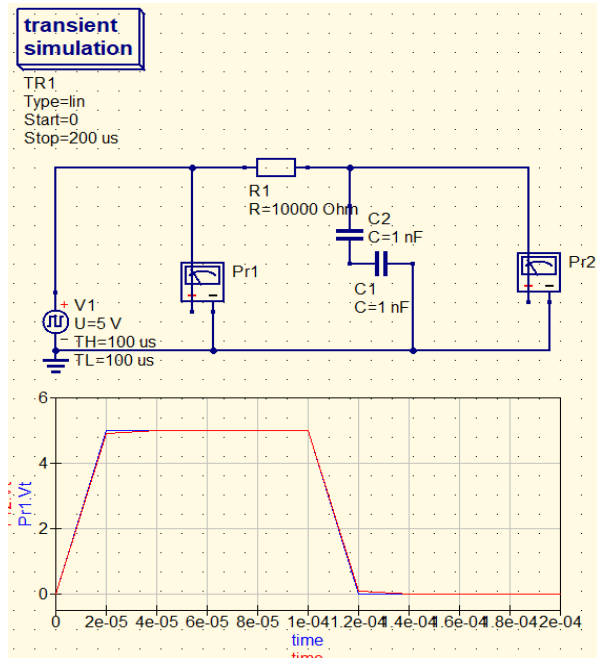 transient
simulation
TR1
Type=lin
Start=0
Stop=200 us
R1
R=10000 Ohm
C2
C=1 nF
Pr1
Pr2
C1
C=1 nF
+ V1
U=5 V
− TH=100 us
TL=100 us
6
4
2
0
Pr1.Vt
0 2e-05 4e-05 6e-05 8e-05 1e-04 1.2e-04 1.4e-04 1.6e-04 1.8e-04 2e-04
time
time